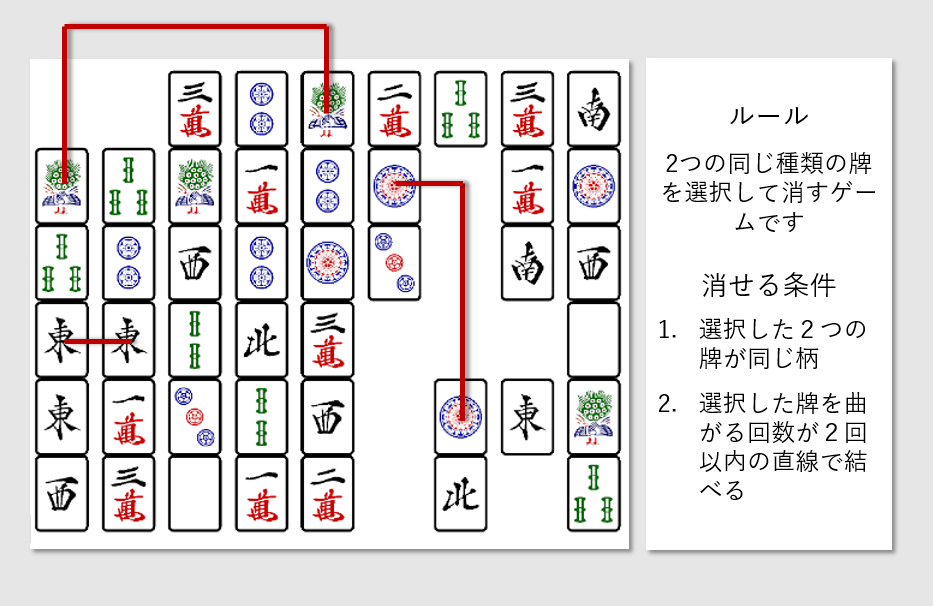 三萬 二萬 三萬 南
一萬 一萬
西 南 西
東 東 北 三萬
東 一萬 西 東
西 三萬 一萬 二萬 北
ルール
2つの同じ種類の牌
を選択して消すゲー
ムです
消せる条件
1. 選択した２つの
牌が同じ柄
2. 選択した牌を曲
がる回数が２回
以内の直線で結
べる